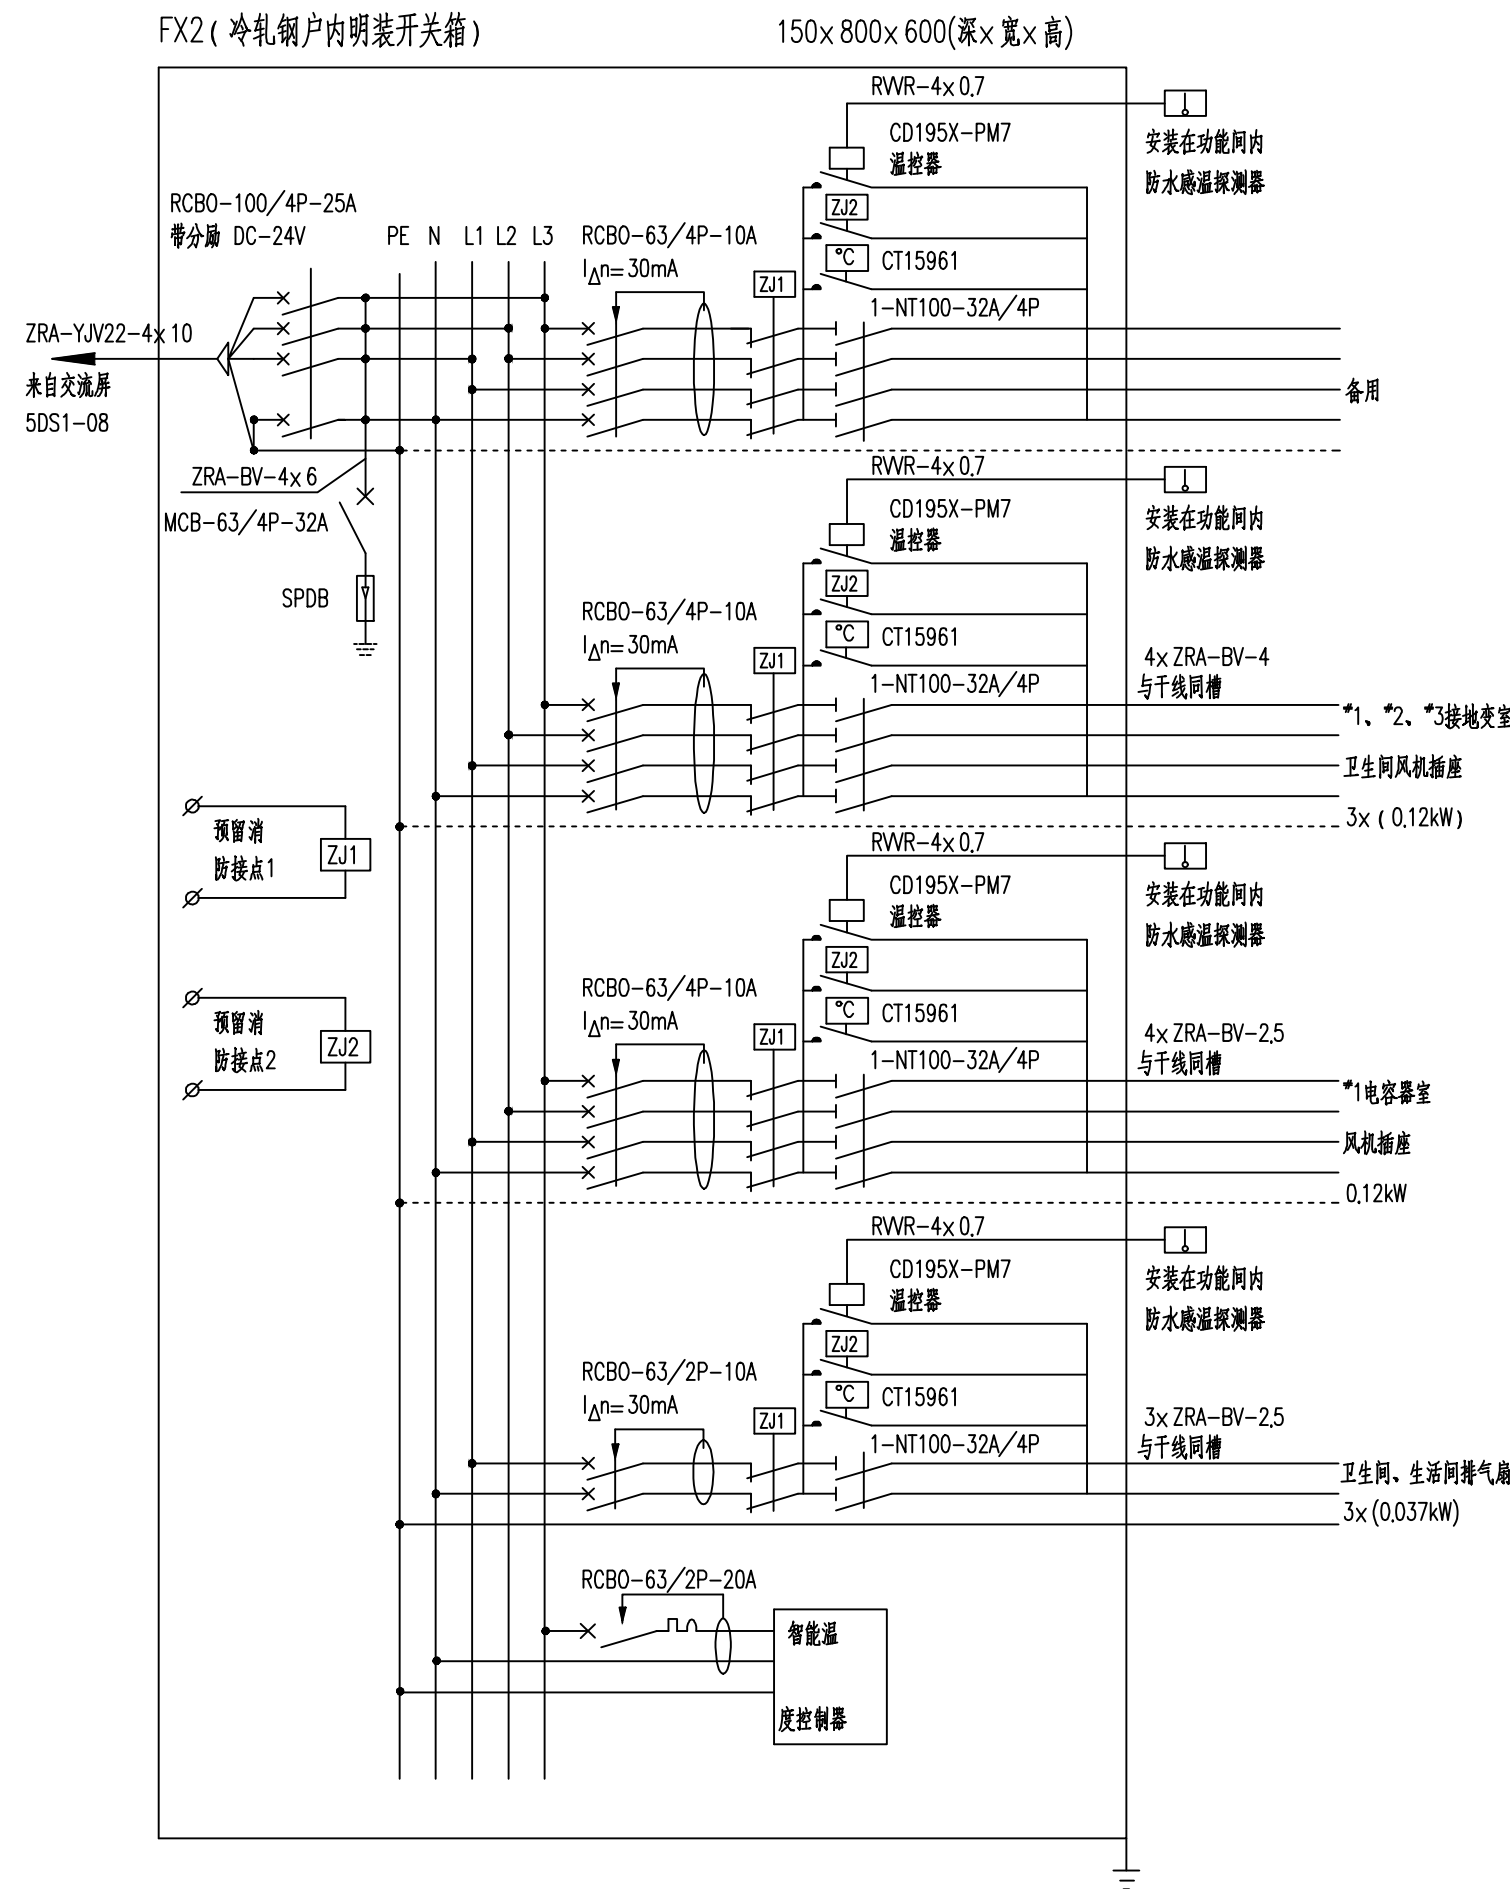 FX2(冷轧钢户内明装开关箱)
150x800x600(深x宽x高)
RVVR-4x0.7
CD195X-PM7
温控器
安装在功能间内
防水感温探测器
RCBO-100/4P-25A
带分励 DC-24V
PE N L1 L2 L3
RCBO-63/4P-10A
I△n=30mA
ZJ2
℃
CT15961
ZJ1
1-NT100-32A/4P
ZRA-YJV22-4x10
来自交流屏
5DS1-08
备用
ZRA-BV-4x6
MCB-63/4P-32A
SPDB
RVVR-4x0.7
CD195X-PM7
温控器
安装在功能间内
防水感温探测器
RCBO-63/4P-10A
I△n=30mA
ZJ2
℃
CT15961
ZJ1
1-NT100-32A/4P
4xZRA-BV-4
与干线同槽
#1、#2、#3接地变室
卫生间风机插座
3x(0.12kW)
预留消
防接点1
ZJ1
RVVR-4x0.7
CD195X-PM7
温控器
安装在功能间内
防水感温探测器
预留消
防接点2
ZJ2
RCBO-63/4P-10A
I△n=30mA
ZJ2
℃
CT15961
ZJ1
1-NT100-32A/4P
4xZRA-BV-2.5
与干线同槽
#1电容器室
风机插座
0.12kW
RVVR-4x0.7
CD195X-PM7
温控器
安装在功能间内
防水感温探测器
RCBO-63/2P-10A
I△n=30mA
ZJ2
℃
CT15961
ZJ1
1-NT100-32A/4P
3xZRA-BV-2.5
与干线同槽
卫生间、生活间排气扇
3x(0.037kW)
RCBO-63/2P-20A
智能温
度控制器